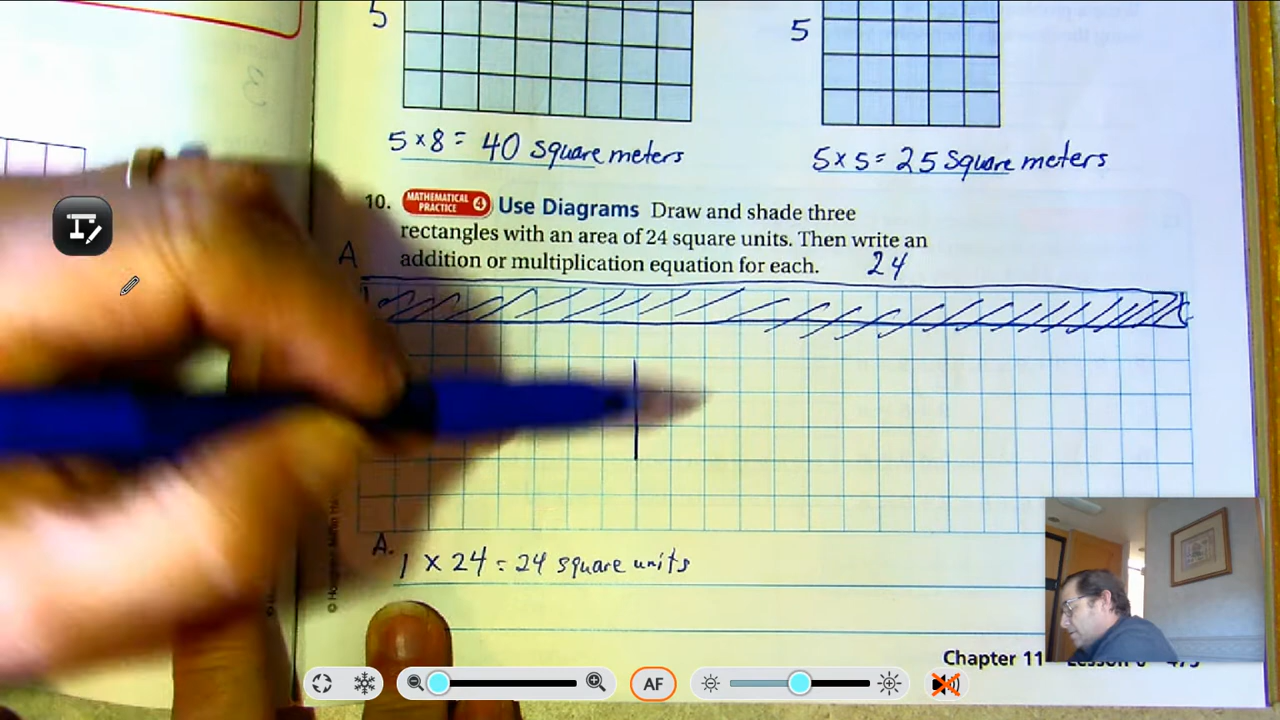 5
5
5 × 8 = 40 square meters
5 × 5 = 25 square meters
10. MATHEMATICAL PRACTICE 4 Use Diagrams Draw and shade three
rectangles with an area of 24 square units. Then write an
addition or multiplication equation for each. 24
A
1
A. 1 × 24 = 24 square units
Chapter 11
AF